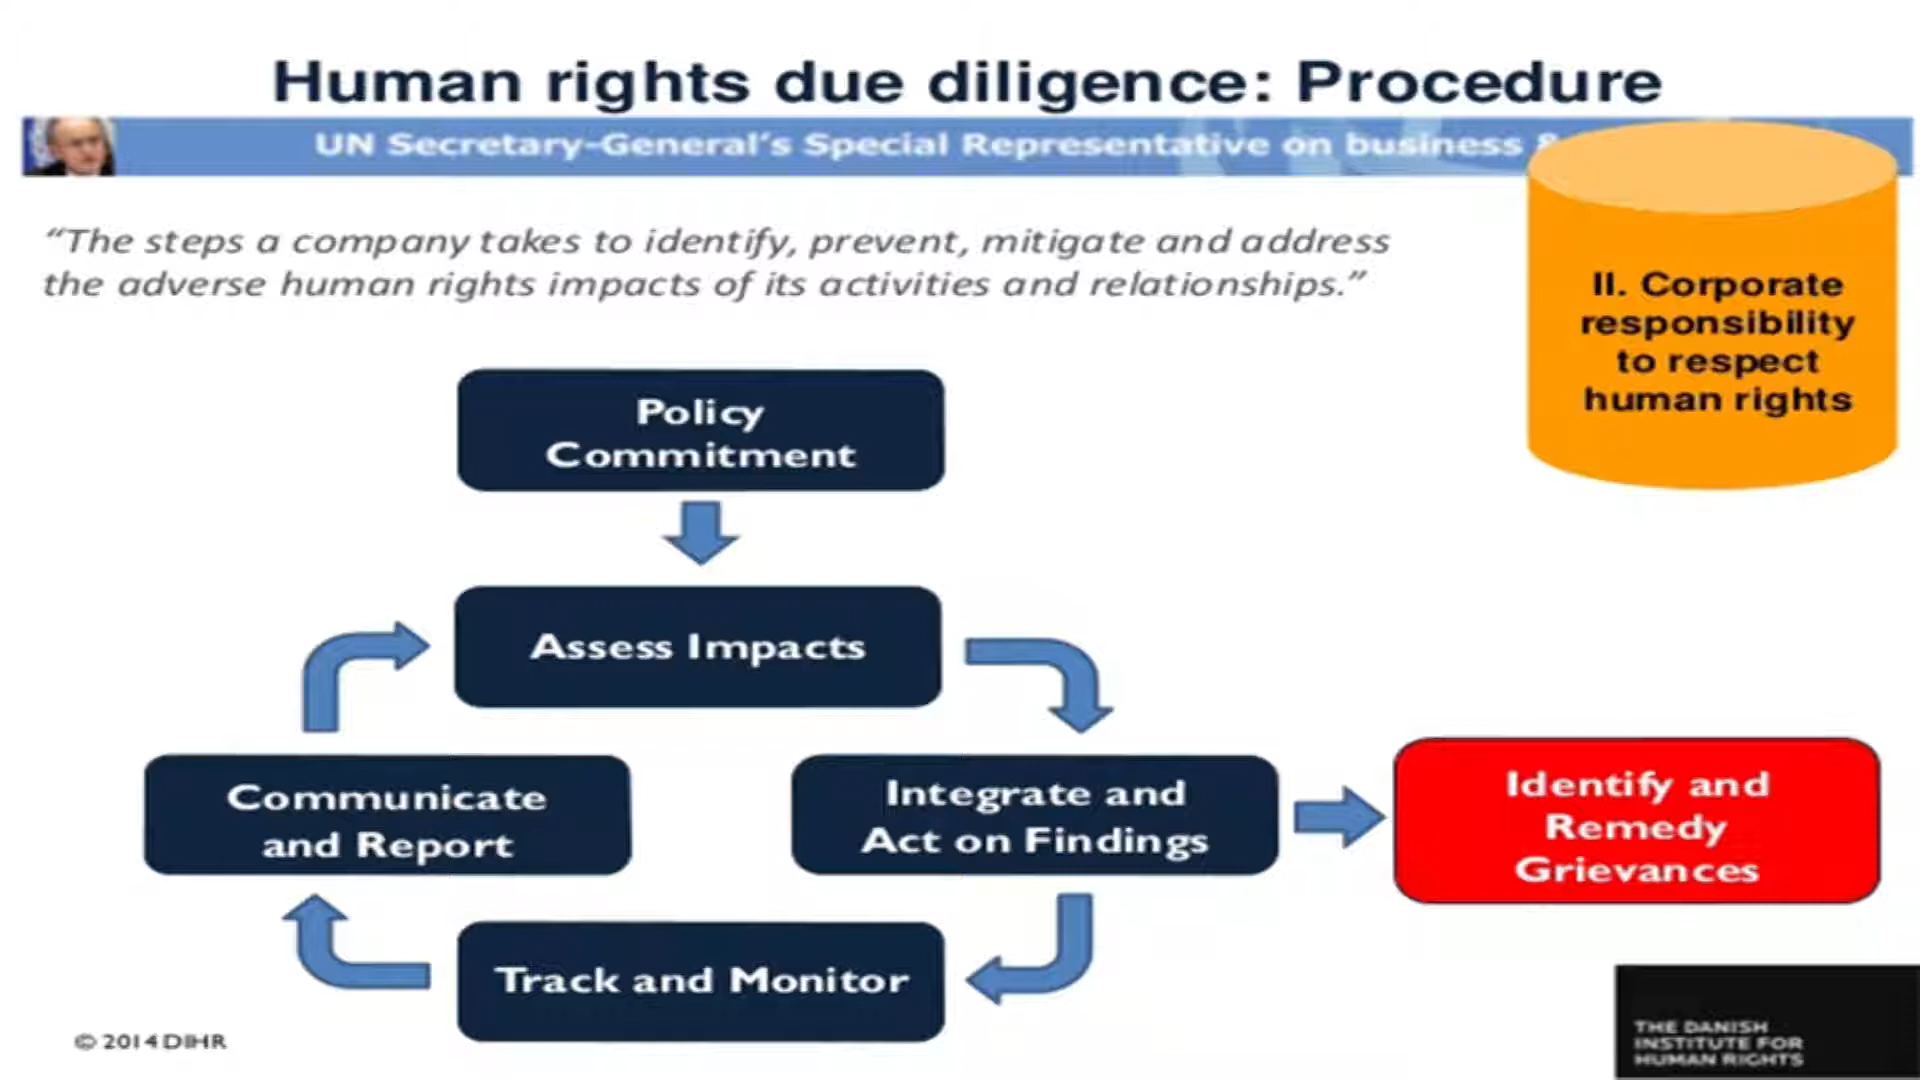 Human rights due diligence: Procedure
UN Secretary-General's Special Representative on business &
“The steps a company takes to identify, prevent, mitigate and address
the adverse human rights impacts of its activities and relationships.”
II. Corporate
responsibility
to respect
human rights
Policy
Commitment
Assess Impacts
Communicate
and Report
Integrate and
Act on Findings
Identify and
Remedy
Grievances
Track and Monitor
© 2014 DIHR
THE DANISH
INSTITUTE FOR
HUMAN RIGHTS